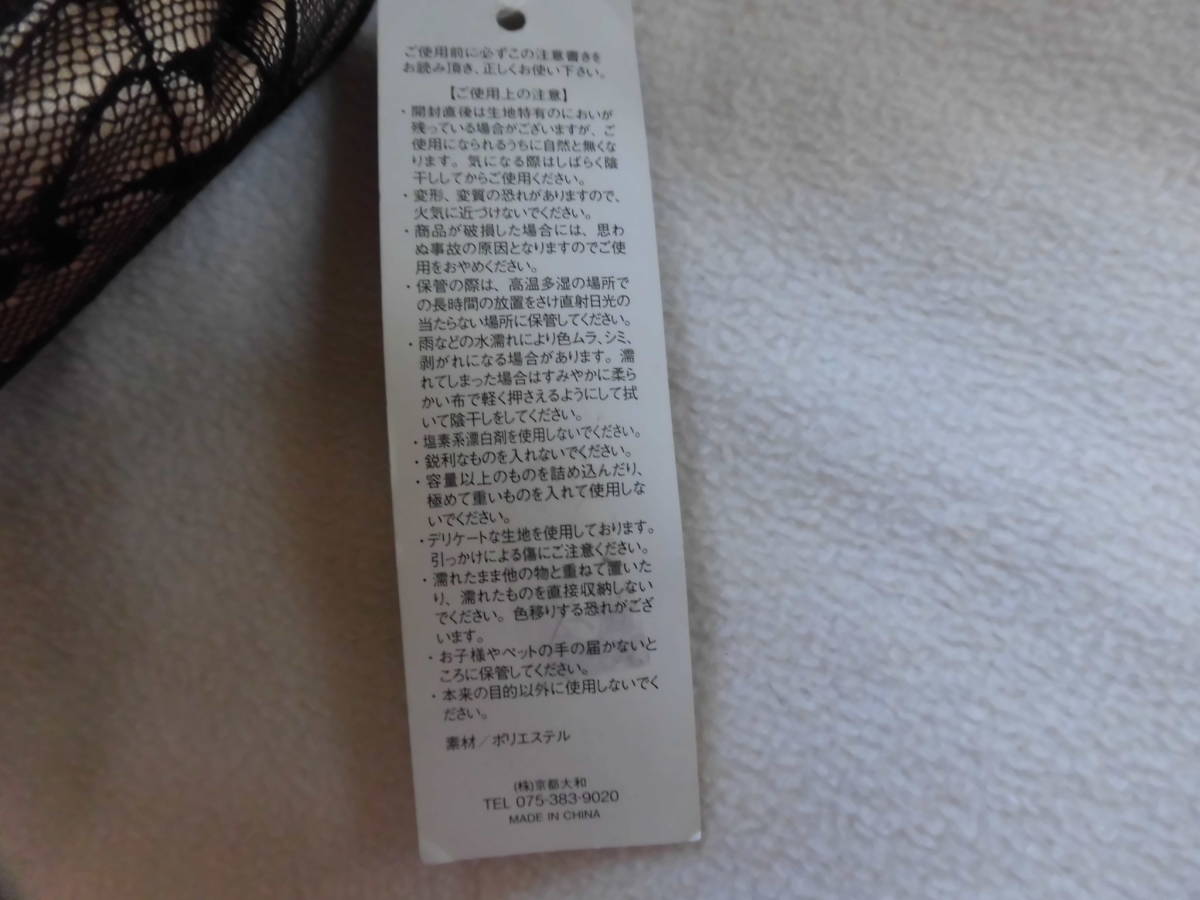 ご使用前に必ずこの注意書きを
お読み頂き、正しくお使い下さい。
【ご使用上の注意】
・開封直後は生地特有のにおいが
残っている場合がございますが、ご
使用になられるうちに自然と無くな
ります。気になる際はしばらく陰
干ししてからご使用ください。
・変形、変質の恐れがありますので、
火気に近づけないでください。
・商品が破損した場合には、思わ
ぬ事故の原因となりますのでご使
用をおやめください。
・保管の際は、高温多湿の場所で
の長時間の放置をさけ直射日光の
当たらない場所に保管してください。
・雨などの水濡れにより色ムラ、シミ、
剥がれになる場合があります。濡
れてしまった場合はすみやかに柔ら
かい布で軽く押さえるようにして拭
いて陰干しをしてください。
・塩素系漂白剤を使用しないでください。
・鋭利なものを入れないでください。
・容量以上のものを詰め込んだり、
極めて重いものを入れて使用しな
いでください。
・デリケートな生地を使用しております。
引っかけによる傷にご注意ください。
・濡れたまま他の物と重ねて置いた
り、濡れたものを直接収納しない
でください。色移りする恐れがござ
います。
・お子様やペットの手の届かないと
ころに保管してください。
・本来の目的以外に使用しないでく
ださい。
素材/ポリエステル
(株)京都大和
TEL 075-383-9020
MADE IN CHINA